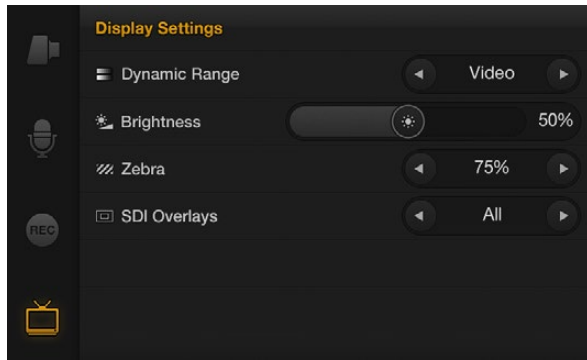 Display Settings
Dynamic Range Video
Brightness 50%
Zebra 75%
REC SDI Overlays All